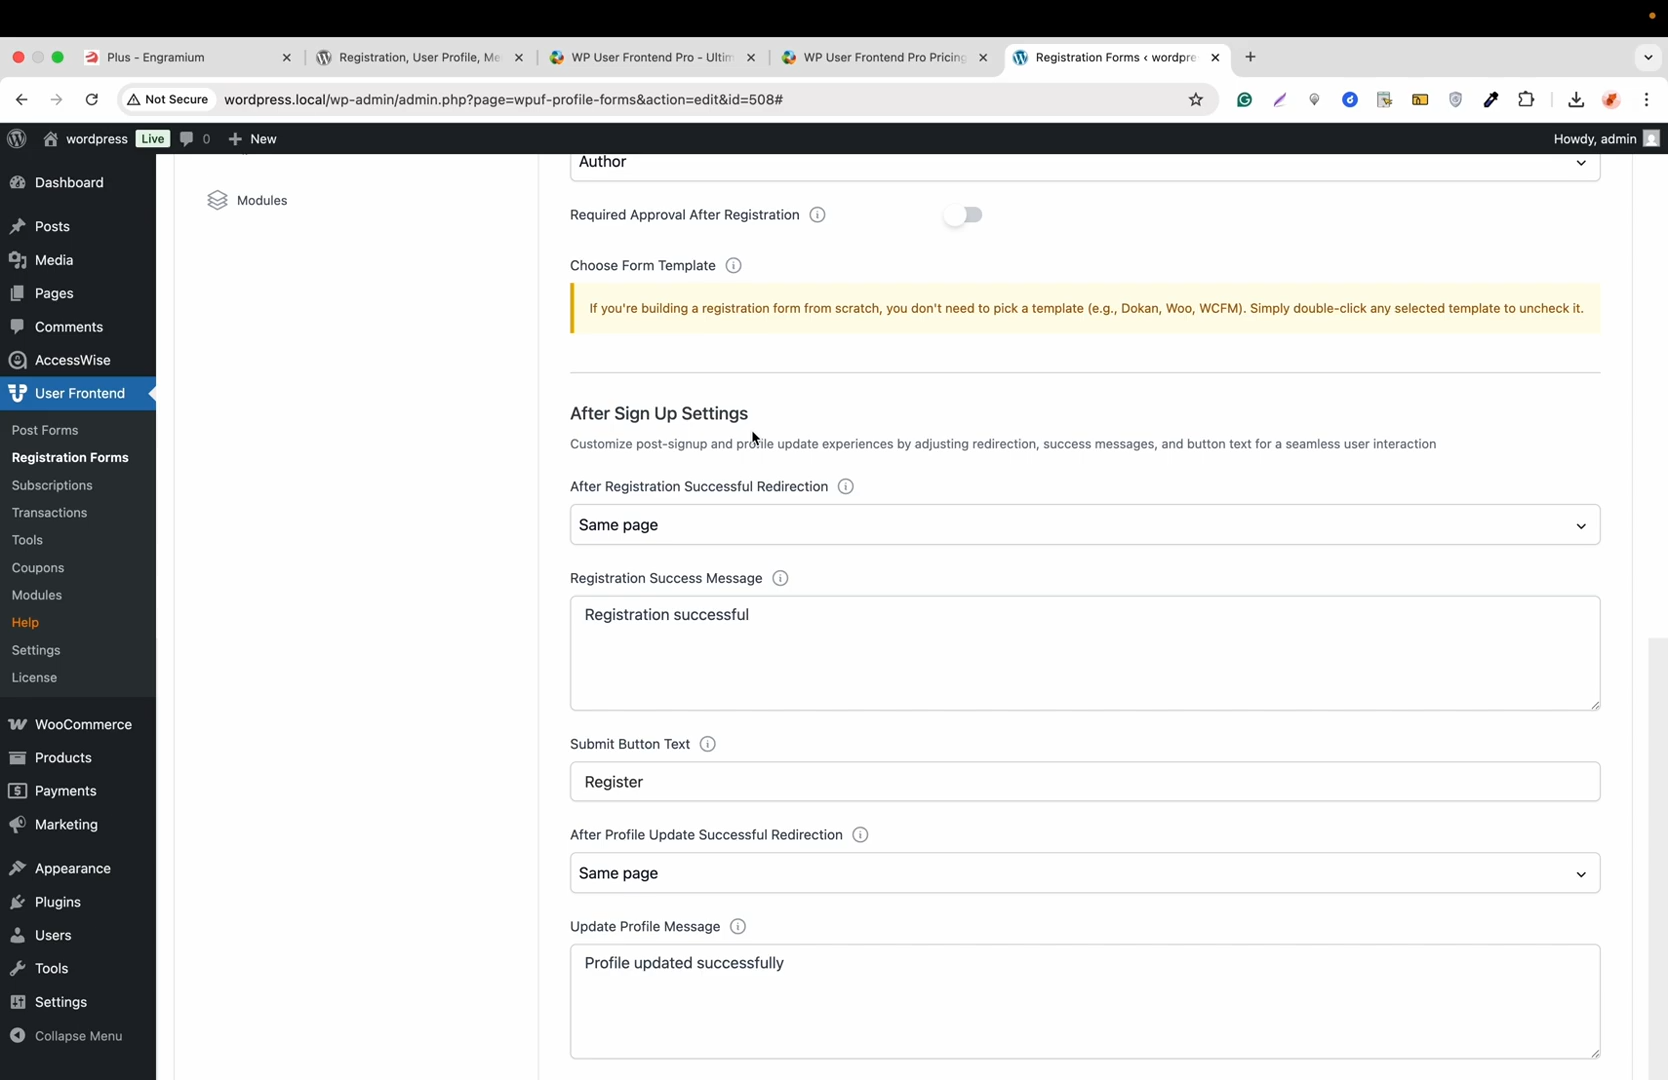 Plus - Engramium
Registration, User Profile, Me
WP User Frontend Pro - Ultim
WP User Frontend Pro Pricing
Registration Forms ‹ wordpre
Not Secure
wordpress.local/wp-admin/admin.php?page=wpuf-profile-forms&action=edit&id=508#
wordpress
Live
0
New
Howdy, admin
Dashboard
Posts
Media
Pages
Comments
AccessWise
User Frontend
Post Forms
Registration Forms
Subscriptions
Transactions
Tools
Coupons
Modules
Help
Settings
License
WooCommerce
Products
Payments
Marketing
Appearance
Plugins
Users
Tools
Settings
Collapse Menu
Modules
Author
Required Approval After Registration
Choose Form Template
If you're building a registration form from scratch, you don't need to pick a template (e.g., Dokan, Woo, WCFM). Simply double-click any selected template to uncheck it.
After Sign Up Settings
Customize post-signup and profile update experiences by adjusting redirection, success messages, and button text for a seamless user interaction
After Registration Successful Redirection
Same page
Registration Success Message
Registration successful
Submit Button Text
Register
After Profile Update Successful Redirection
Same page
Update Profile Message
Profile updated successfully